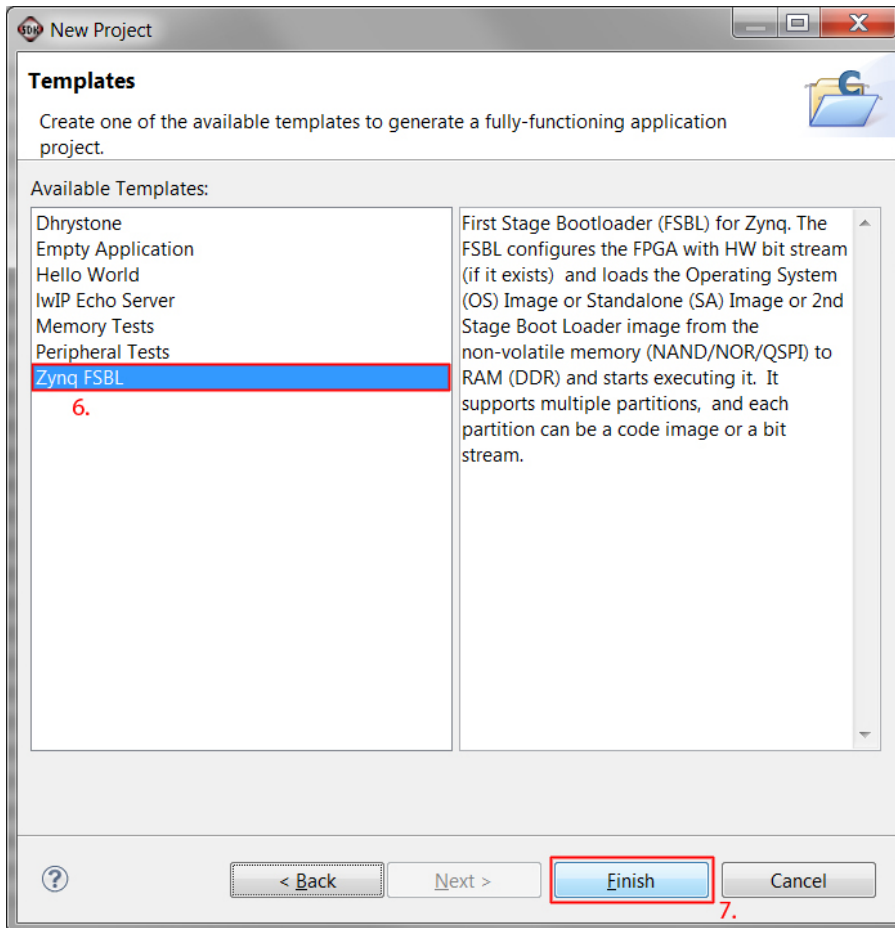 SDK New Project
Templates
C
Create one of the available templates to generate a fully-functioning application
project.
Available Templates:
Dhrystone
Empty Application
Hello World
lwIP Echo Server
Memory Tests
Peripheral Tests
Zynq FSBL
6.
First Stage Bootloader (FSBL) for Zynq. The
FSBL configures the FPGA with HW bit stream
(if it exists)  and loads the Operating System
(OS) Image or Standalone (SA) Image or 2nd
Stage Boot Loader image from the
non-volatile memory (NAND/NOR/QSPI) to
RAM (DDR) and starts executing it.  It
supports multiple partitions,  and each
partition can be a code image or a bit
stream.
?
< Back
Next >
Finish
Cancel
7.